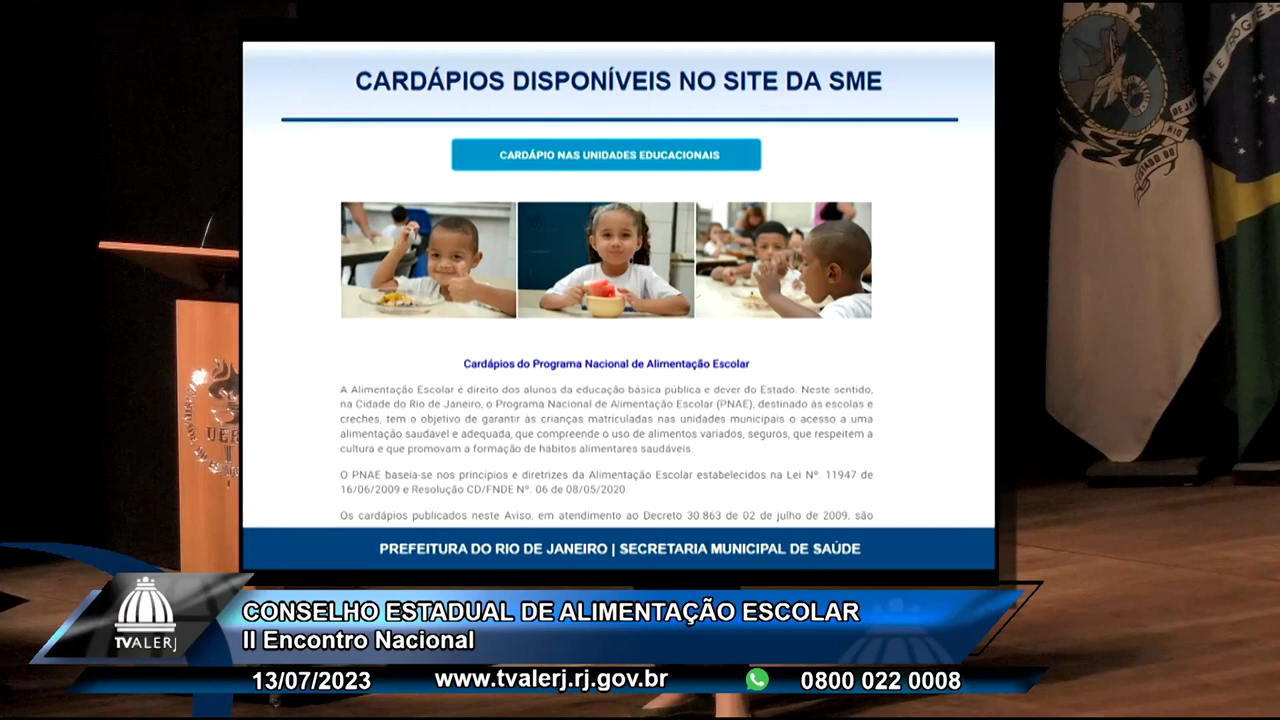 CARDÁPIOS DISPONÍVEIS NO SITE DA SME
CARDÁPIO NAS UNIDADES EDUCACIONAIS
Cardápios do Programa Nacional de Alimentação Escolar
A Alimentação Escolar é direito dos alunos da educação básica pública e dever do Estado. Neste sentido,
na Cidade do Rio de Janeiro, o Programa Nacional de Alimentação Escolar (PNAE), destinado às escolas e
creches, tem o objetivo de garantir às crianças matriculadas nas unidades municipais o acesso a uma
alimentação saudável e adequada, que compreende o uso de alimentos variados, seguros, que respeitem a
cultura e que promovam a formação de hábitos alimentares saudáveis.
O PNAE baseia-se nos princípios e diretrizes da Alimentação Escolar estabelecidos na Lei Nº. 11947 de
16/06/2009 e Resolução CD/FNDE Nº. 06 de 08/05/2020.
Os cardápios publicados neste Aviso, em atendimento ao Decreto 30.863 de 02 de julho de 2009, são
PREFEITURA DO RIO DE JANEIRO | SECRETARIA MUNICIPAL DE SAÚDE
CONSELHO ESTADUAL DE ALIMENTAÇÃO ESCOLAR
II Encontro Nacional
TVALERJ
13/07/2023
www.tvalerj.rj.gov.br
0800 022 0008